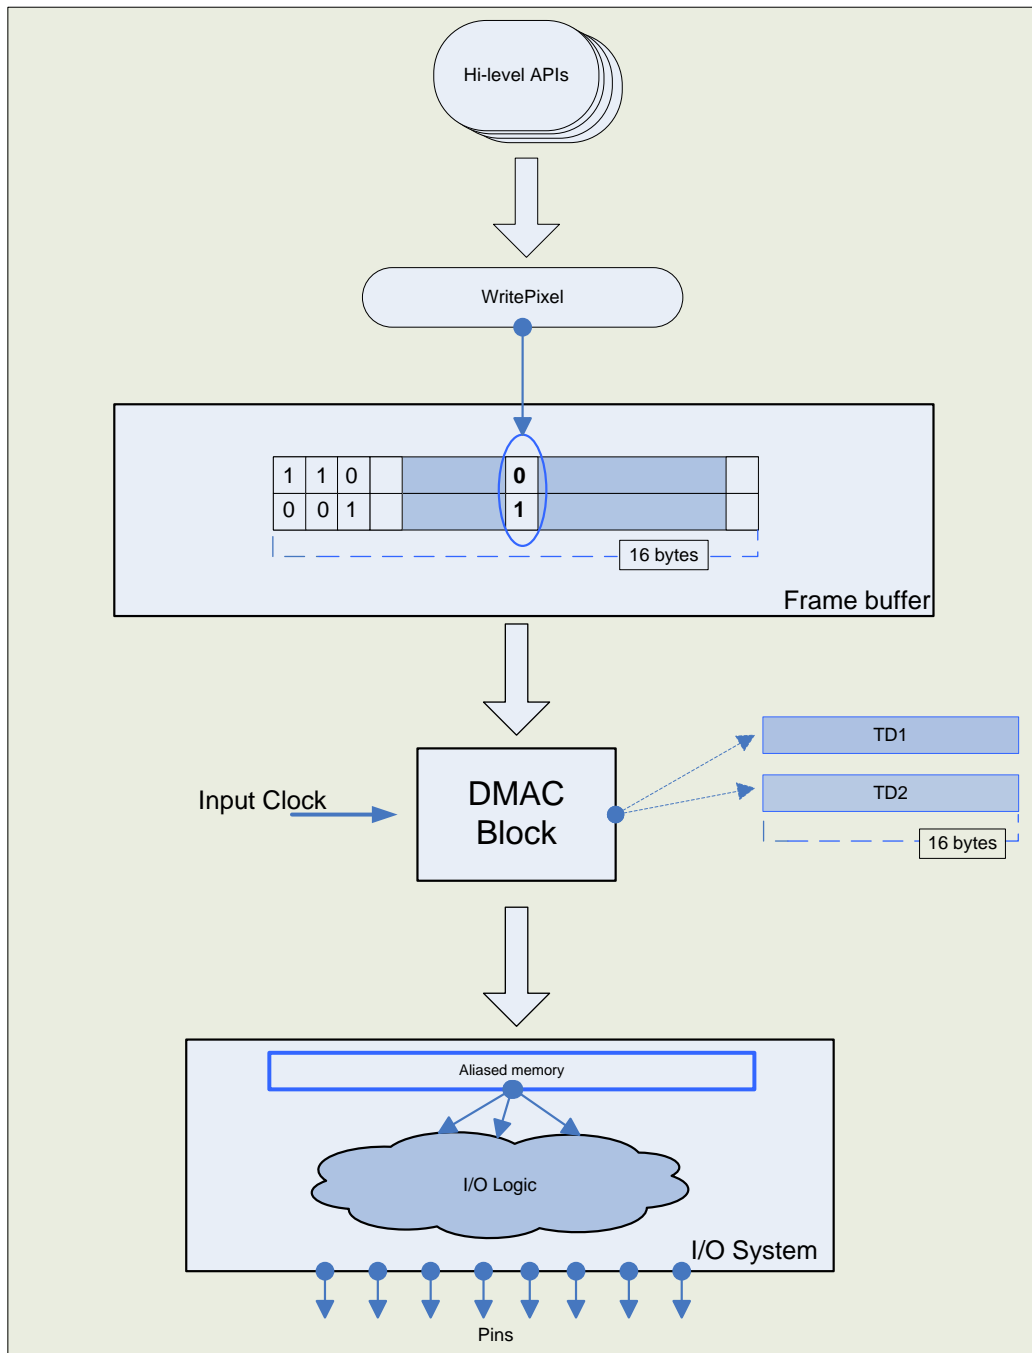 Hi-level APIs
WritePixel
1 1 0 0
0 0 1 1
16 bytes
Frame buffer
TD1
Input Clock
DMAC
Block
TD2
16 bytes
Aliased memory
I/O Logic
I/O System
Pins